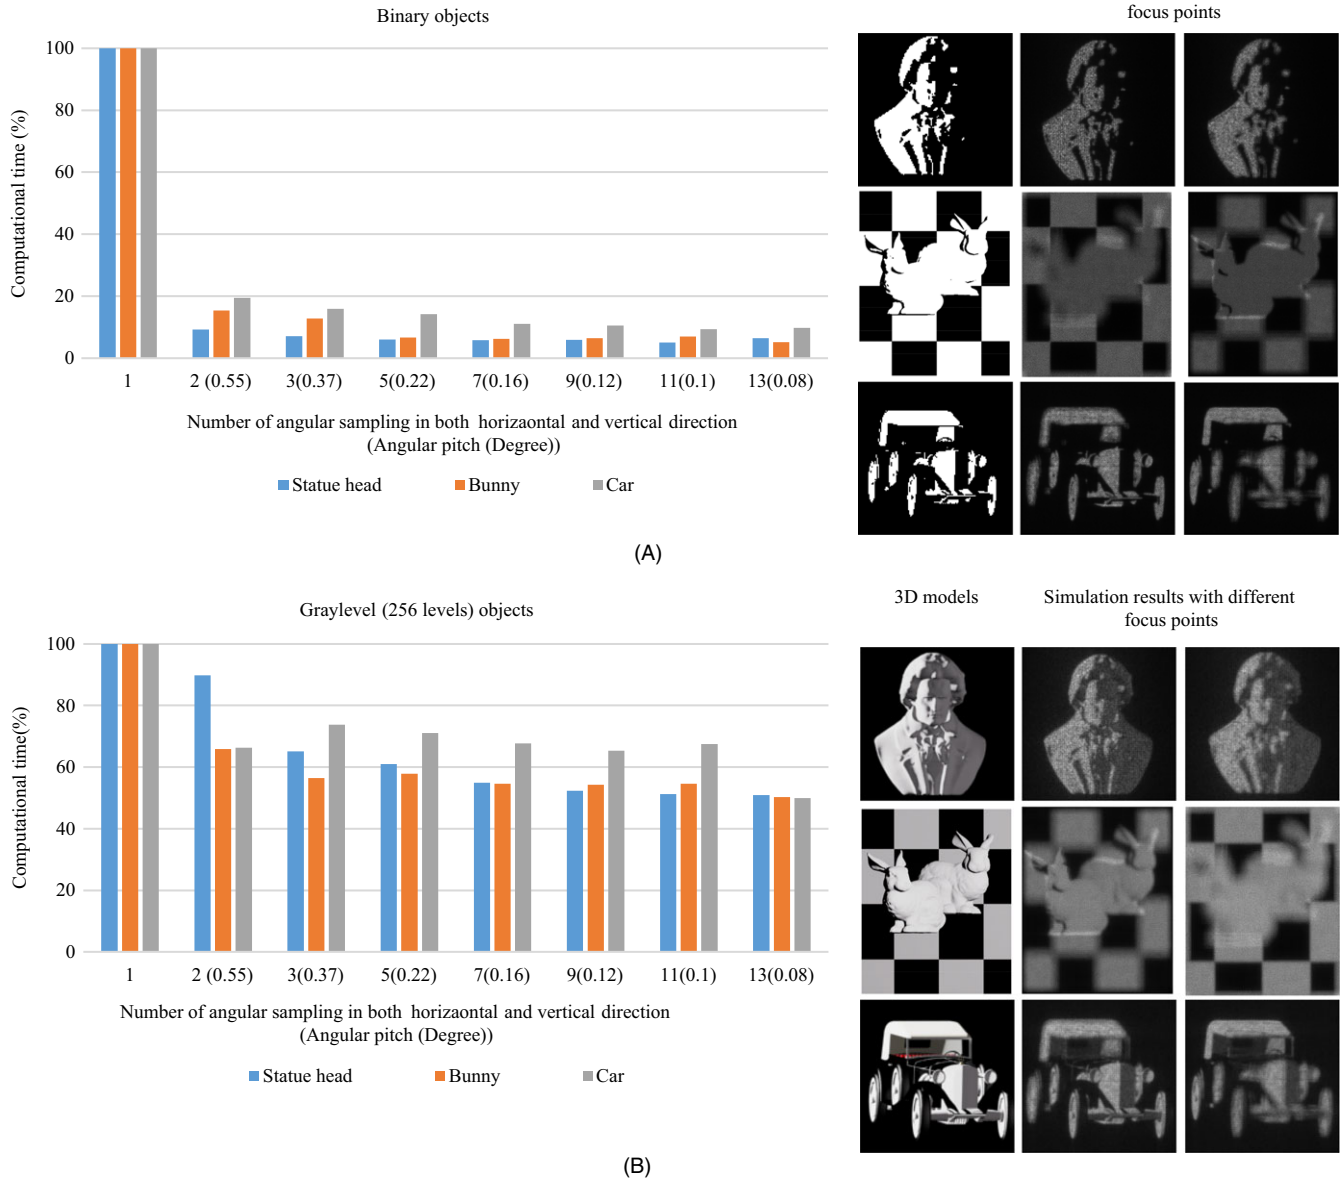 Binary objects
focus points
100
80
60
40
20
0
Computational time (%)
1
2 (0.55)
3(0.37)
5(0.22)
7(0.16)
9(0.12)
11(0.1)
13(0.08)
Number of angular sampling in both horizaontal and vertical direction
(Angular pitch (Degree))
Statue head
Bunny
Car
(A)
Graylevel (256 levels) objects
3D models
Simulation results with different
focus points
100
80
60
40
20
0
Computational time(%)
1
2 (0.55)
3(0.37)
5(0.22)
7(0.16)
9(0.12)
11(0.1)
13(0.08)
Number of angular sampling in both horizaontal and vertical direction
(Angular pitch (Degree))
Statue head
Bunny
Car
(B)